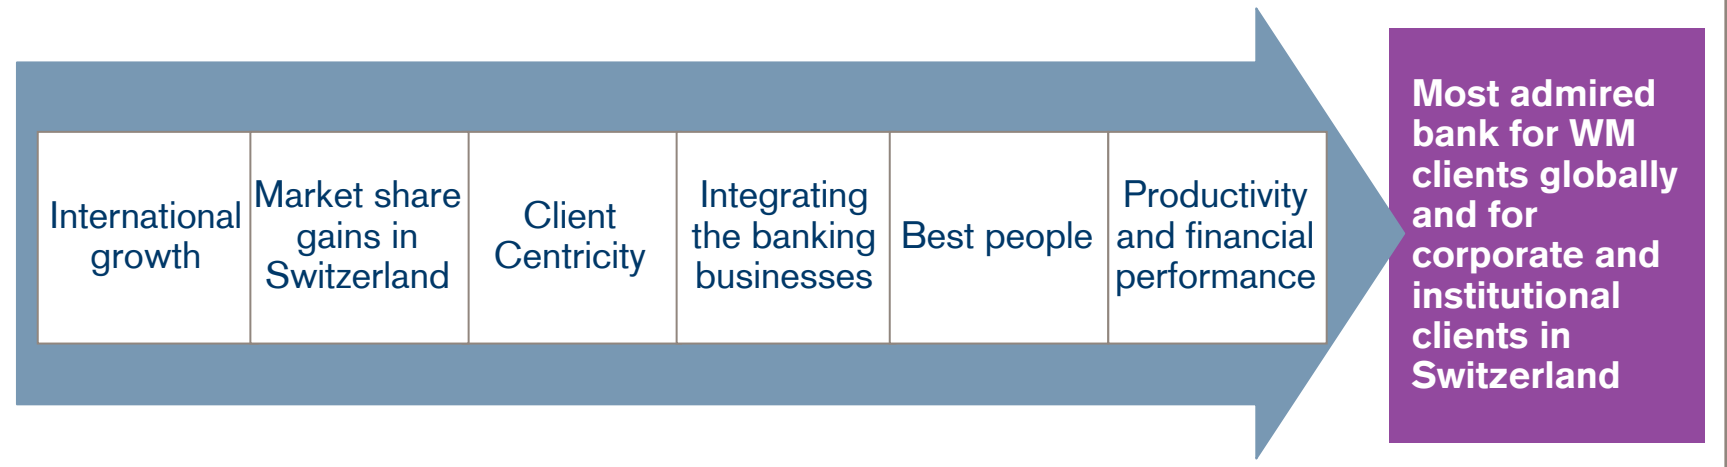 International
growth
Market share
gains in
Switzerland
Client
Centricity
Integrating
the banking
businesses
Best people
Productivity
and financial
performance
Most admired
bank for WM
clients globally
and for
corporate and
institutional
clients in
Switzerland